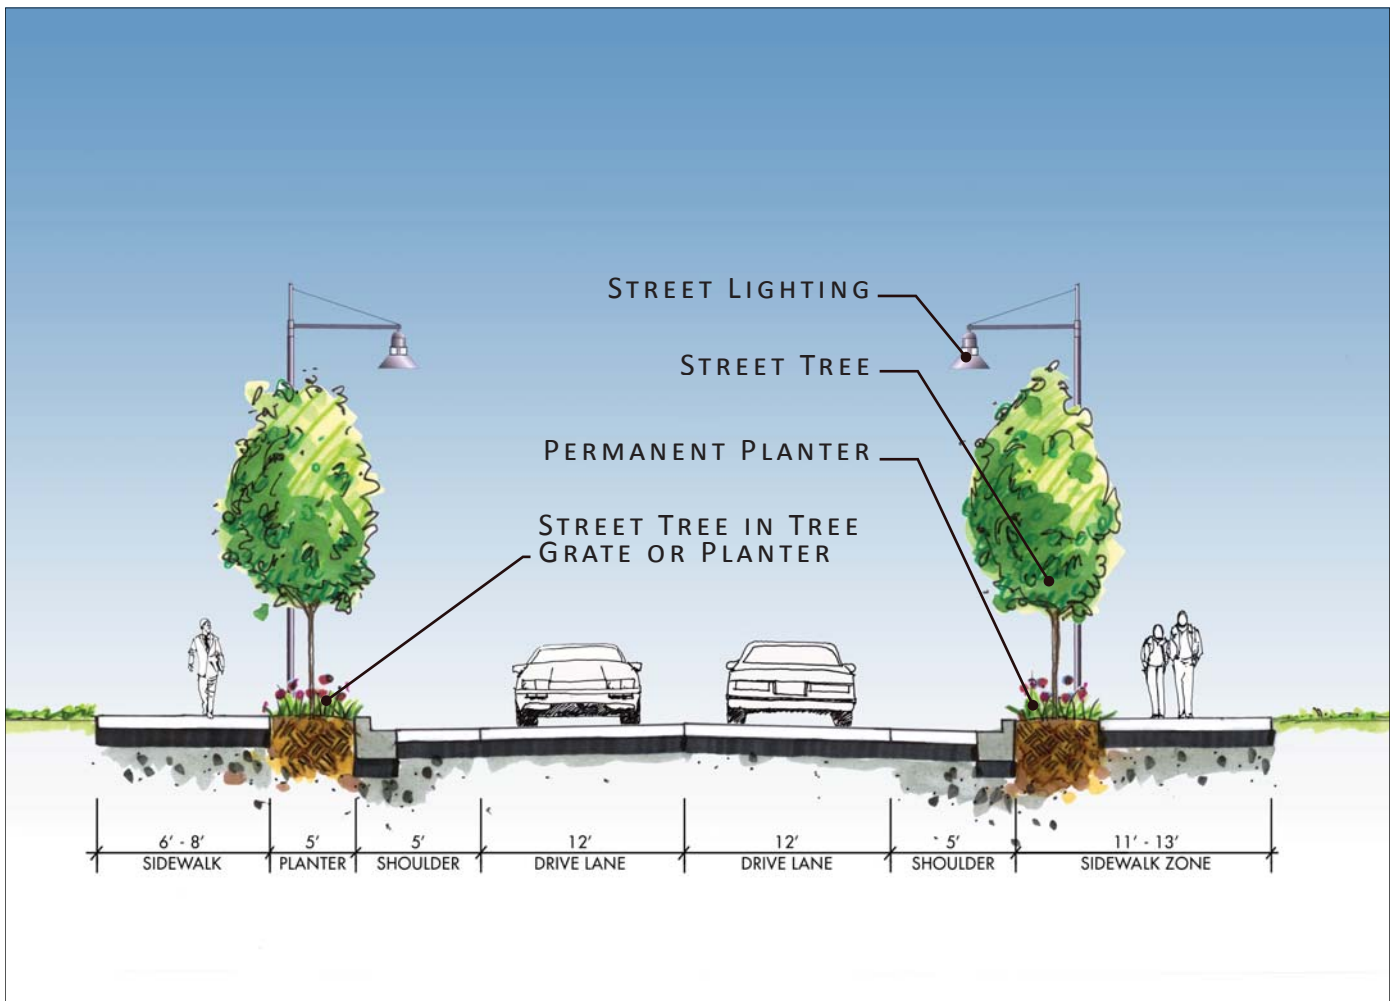 STREET LIGHTING
STREET TREE
PERMANENT PLANTER
STREET TREE IN TREE
GRATE OR PLANTER
6' - 8'
SIDEWALK
5'
PLANTER
5'
SHOULDER
12'
DRIVE LANE
12'
DRIVE LANE
5'
SHOULDER
11' - 13'
SIDEWALK ZONE